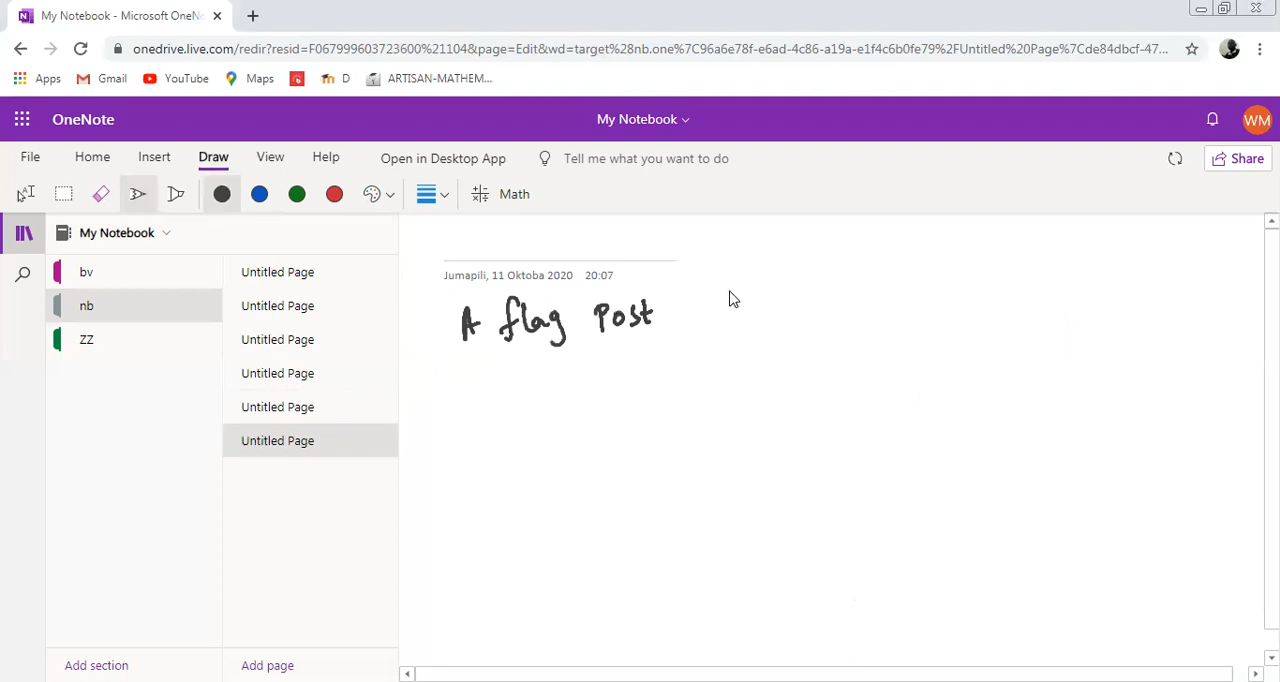 My Notebook - Microsoft OneNo
onedrive.live.com/redir?resid=F067999603723600%21104&page=Edit&wd=target%28nb.one%7C96a6e78f-e6ad-4c86-a19a-e1f4c6b0fe79%2FUntitled%20Page%7Cde84dbcf-47...
Apps Gmail YouTube Maps D ARTISAN-MATHEM...
OneNote My Notebook WM
File Home Insert Draw View Help Open in Desktop App Tell me what you want to do Share
Math
My Notebook
bv
nb
ZZ
Untitled Page
Untitled Page
Untitled Page
Untitled Page
Untitled Page
Untitled Page
Add section
Add page
Jumapili, 11 Oktoba 2020 20:07
A flag Post